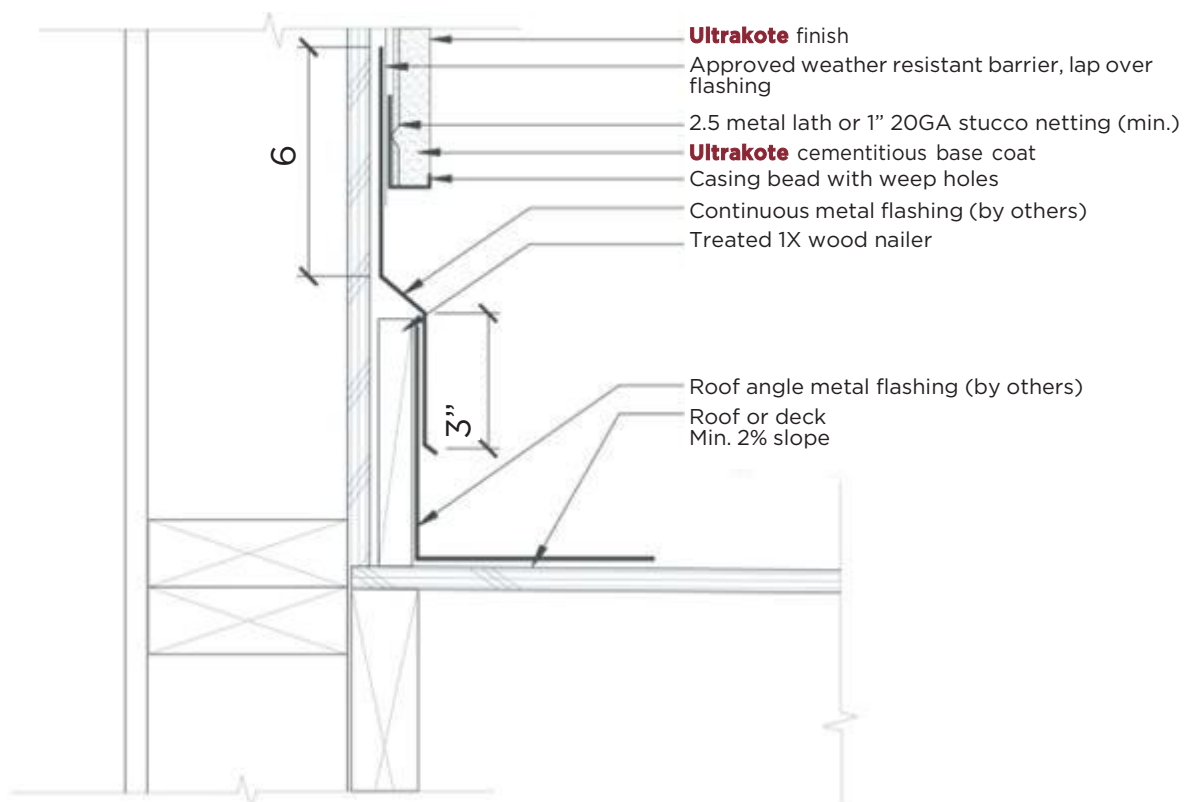 Ultrakote finish
Approved weather resistant barrier, lap over
flashing
2.5 metal lath or 1” 20GA stucco netting (min.)
Ultrakote cementitious base coat
Casing bead with weep holes
Continuous metal flashing (by others)
Treated 1X wood nailer
6
3”
Roof angle metal flashing (by others)
Roof or deck
Min. 2% slope